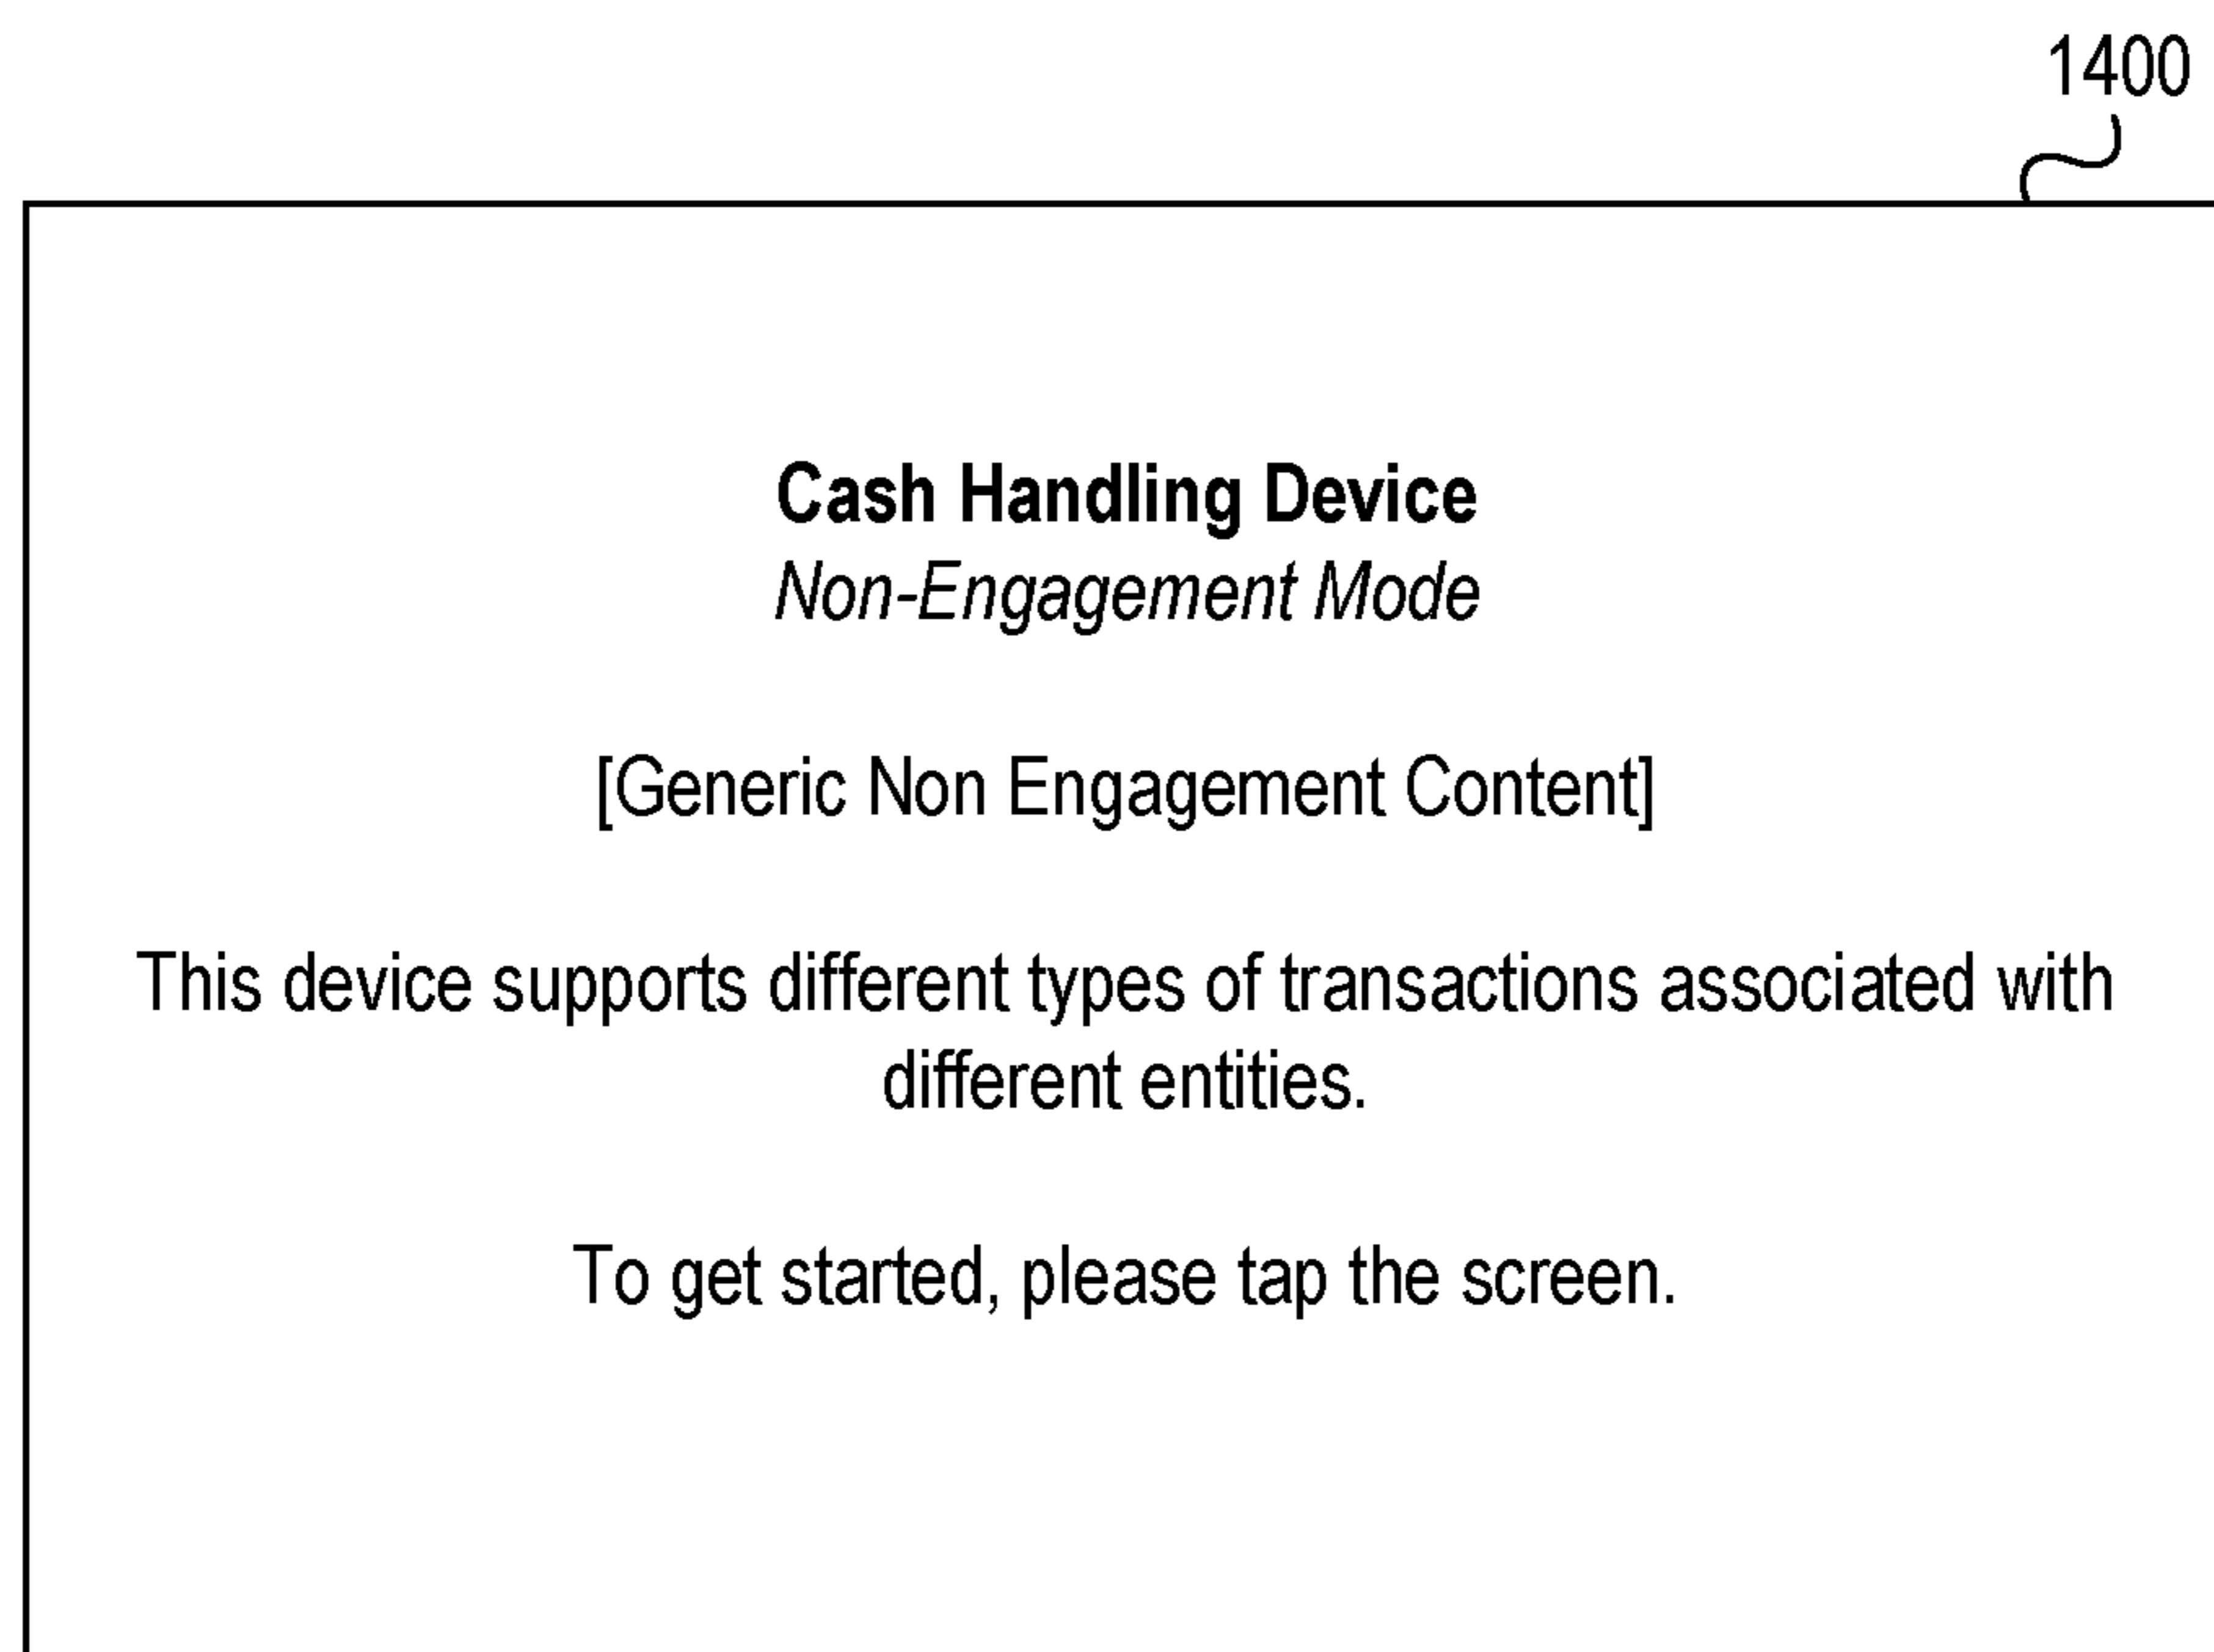 1400
Cash Handling Device
Non-Engagement Mode
[Generic Non Engagement Content]
This device supports different types of transactions associated with
different entities.
To get started, please tap the screen.